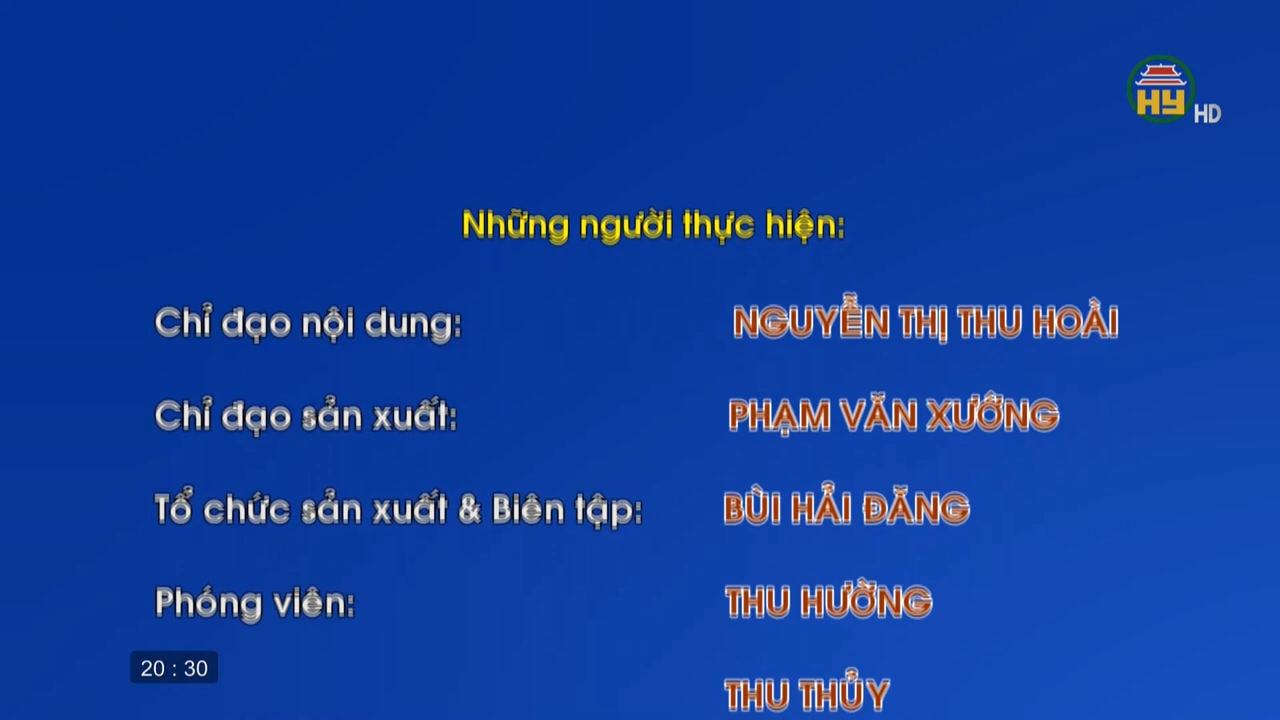 HY HD
Những người thực hiện:
Chỉ đạo nội dung: NGUYỄN THỊ THU HOÀI
Chỉ đạo sản xuất: PHẠM VĂN XƯỚNG
Tổ chức sản xuất & Biên tập: BÙI HẢI ĐĂNG
Phóng viên: THU HƯỜNG
20 : 30
THU THỦY